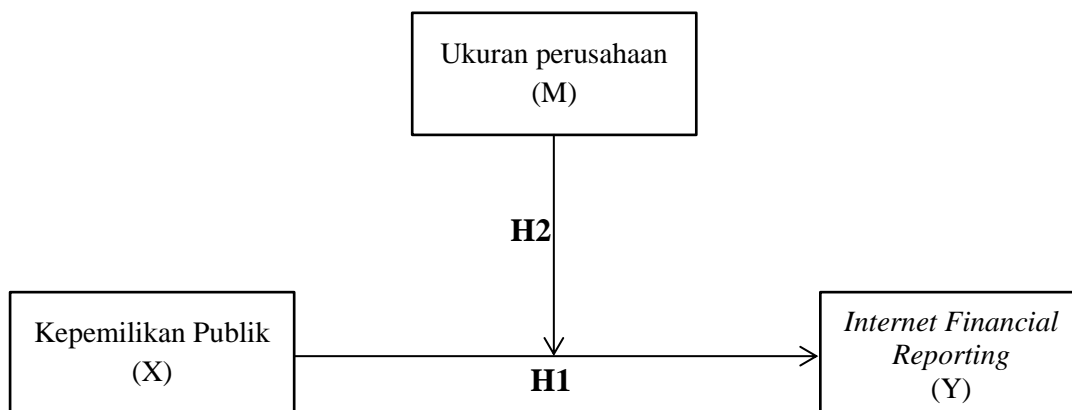 Ukuran perusahaan
(M)
H2
Kepemilikan Publik
(X)
H1
Internet Financial
Reporting
(Y)